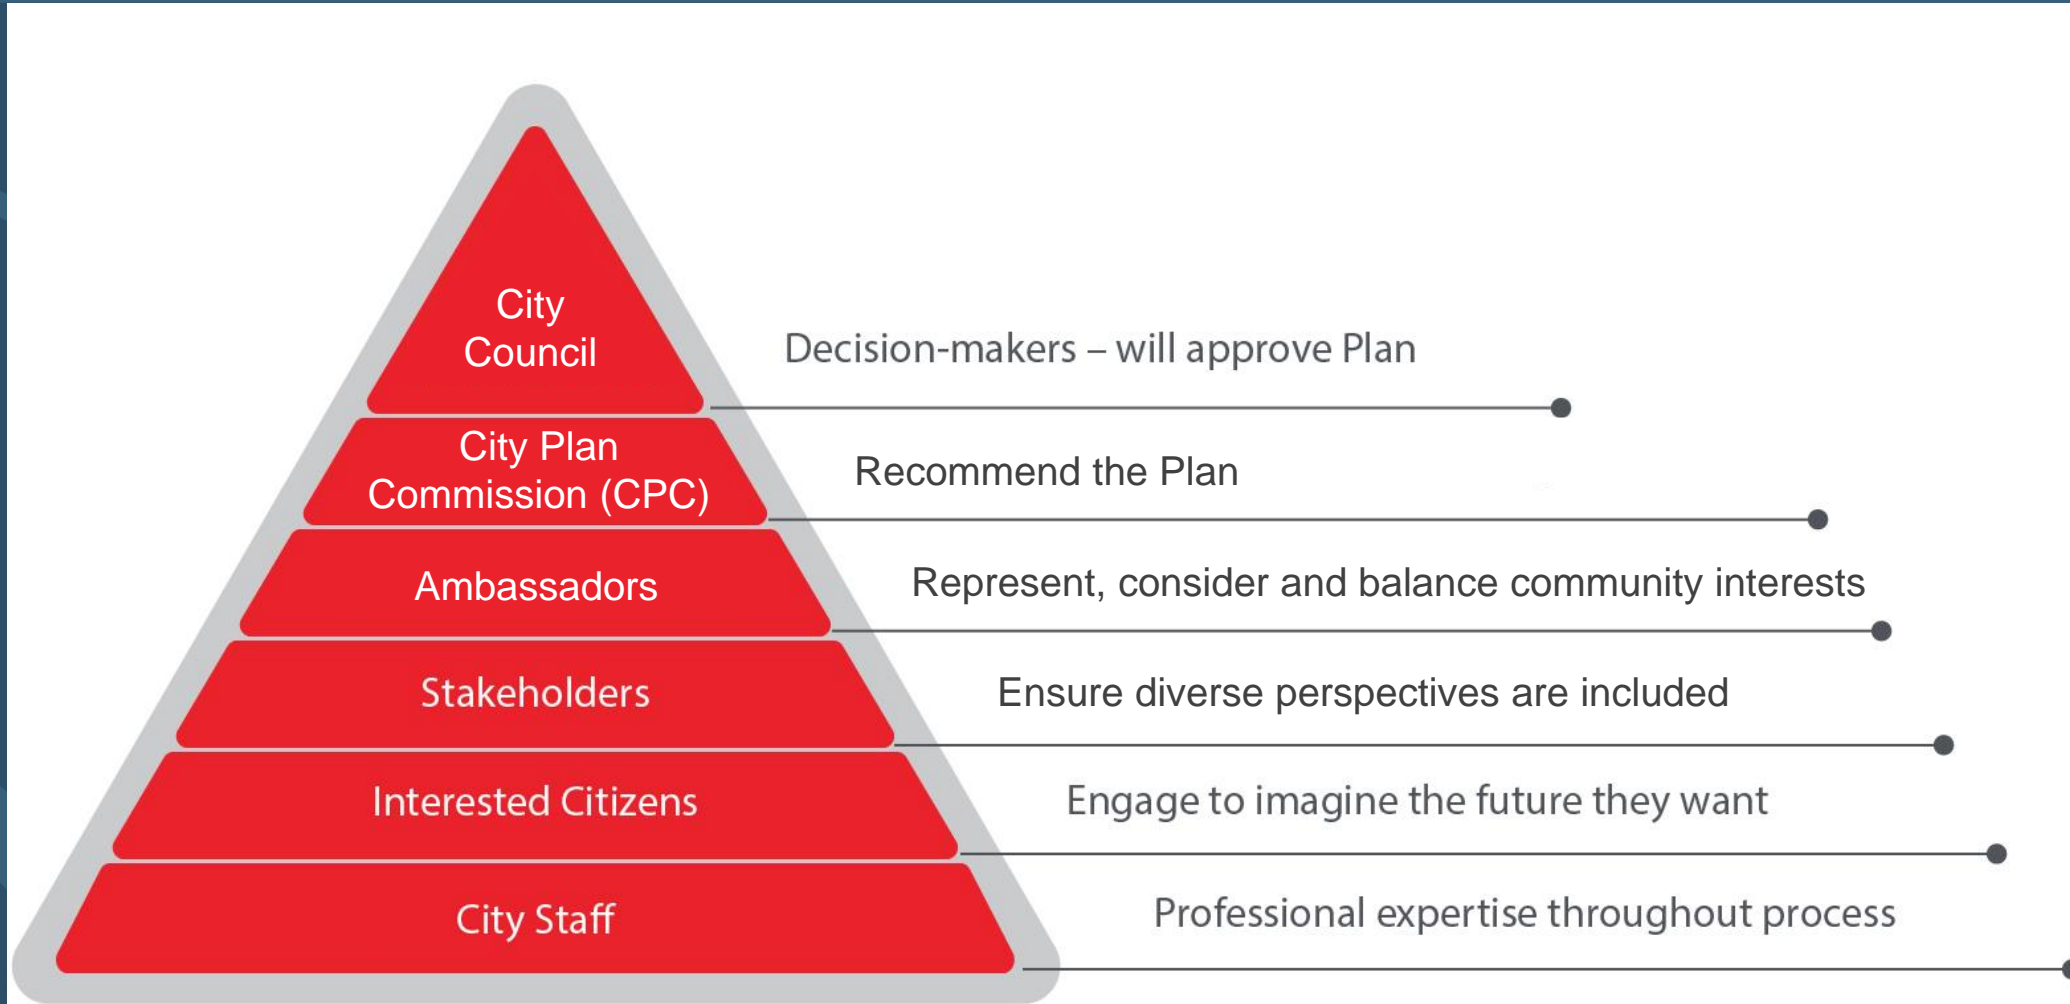 City
Council
Decision-makers – will approve Plan
City Plan
Commission (CPC)
Recommend the Plan
Ambassadors
Represent, consider and balance community interests
Stakeholders
Ensure diverse perspectives are included
Interested Citizens
Engage to imagine the future they want
City Staff
Professional expertise throughout process